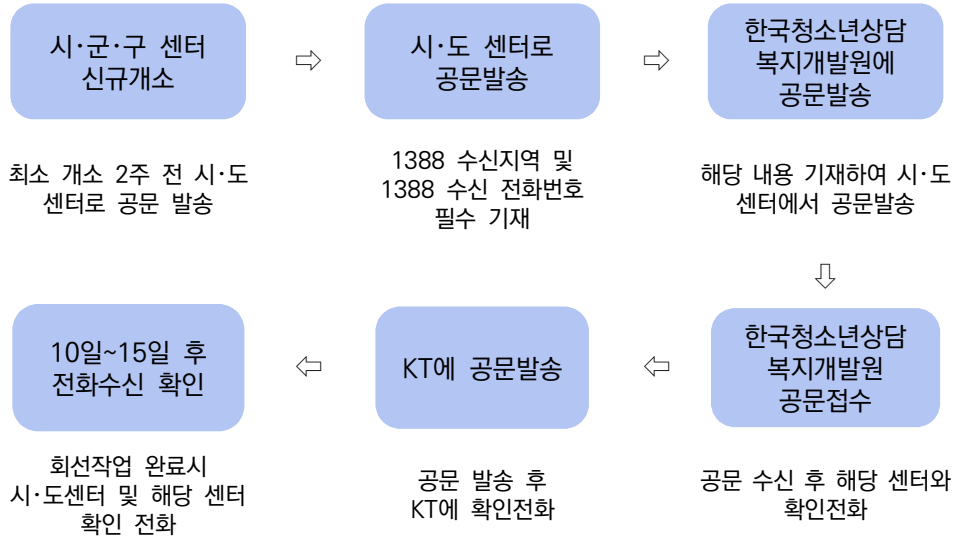 시·군·구 센터
신규개소
⇨
시·도 센터로
공문발송
⇨
한국청소년상담
복지개발원에
공문발송
최소 개소 2주 전 시·도
센터로 공문 발송
1388 수신지역 및
1388 수신 전화번호
필수 기재
해당 내용 기재하여 시·도
센터에서 공문발송
⇩
한국청소년상담
복지개발원
공문접수
⇦
KT에 공문발송
⇦
10일~15일 후
전화수신 확인
공문 수신 후 해당 센터와
확인전화
공문 발송 후
KT에 확인전화
회선작업 완료시
시·도센터 및 해당 센터
확인 전화